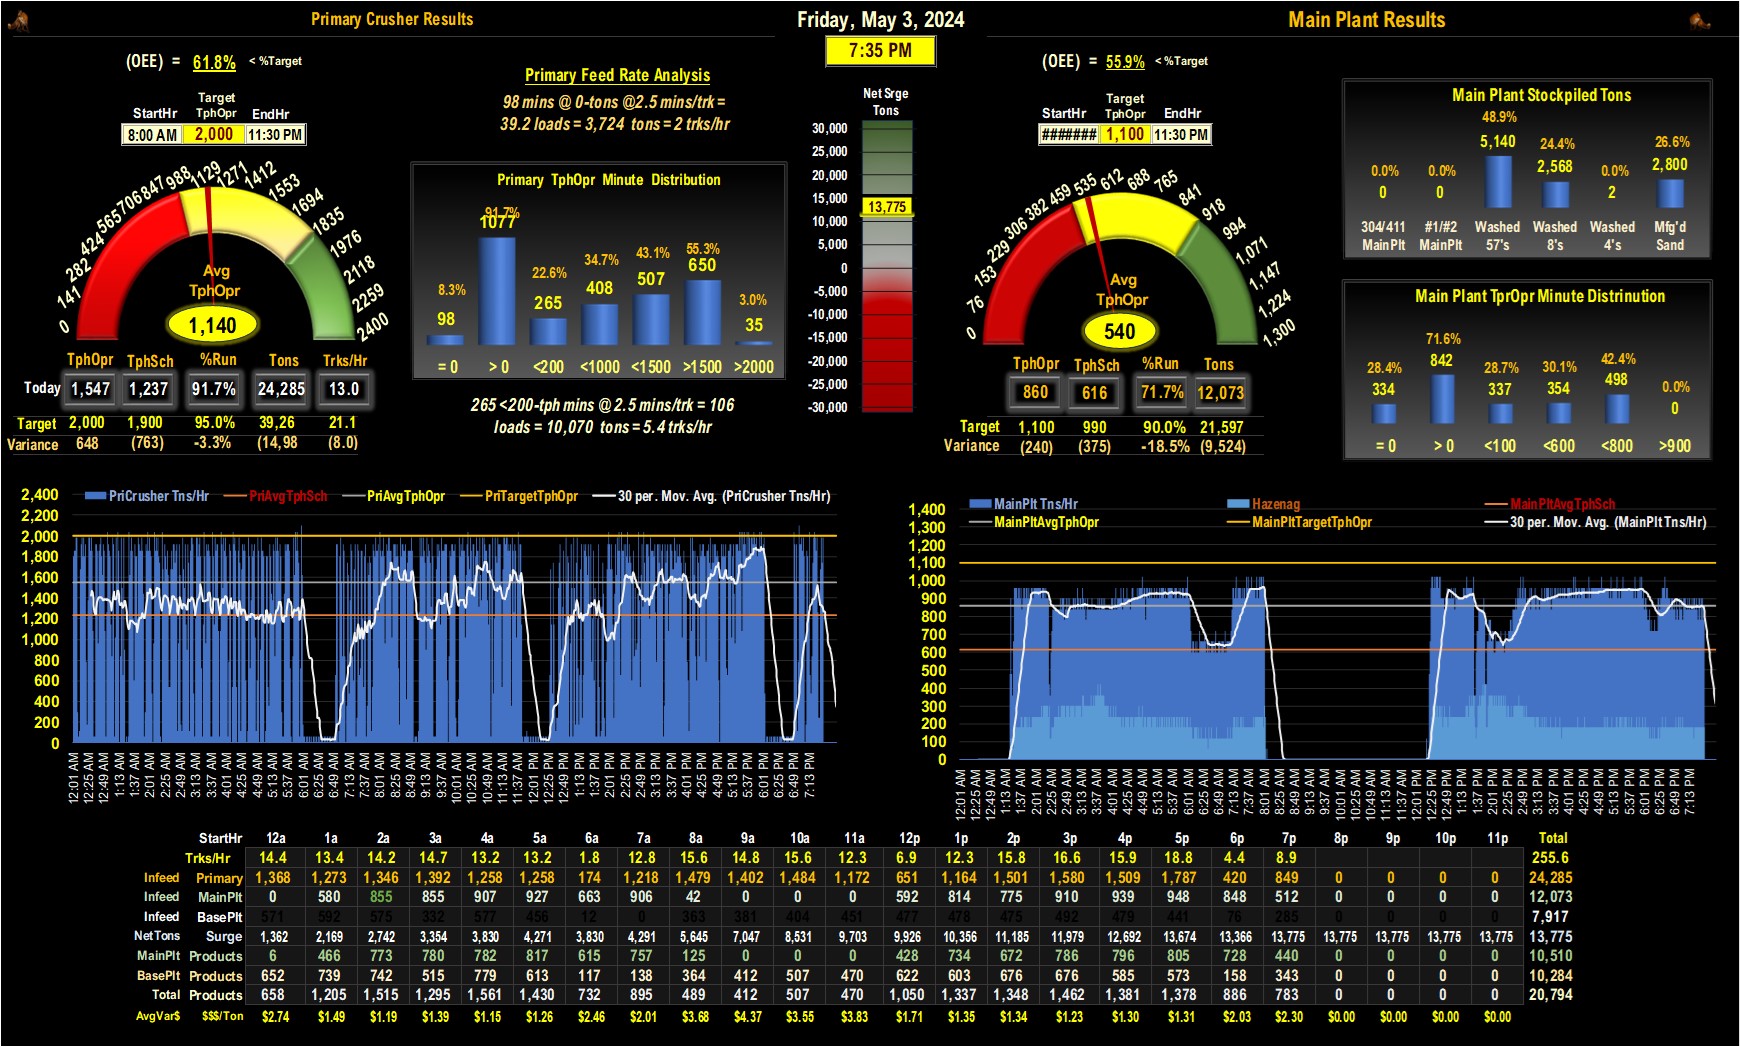 Primary Crusher Results
Friday, May 3, 2024
Main Plant Results
7:35 PM
(OEE) = 61.8% < %Target
StartHr Target TphOpr EndHr
8:00 AM 2,000 11:30 PM
0 141 282 424 565 706 847 988 1129 1271 1412 1553 1694 1835 1976 2118 2259 2400
Avg
TphOpr
1,140
TphOpr TphSch %Run Tons Trks/Hr
Today 1,547 1,237 91.7% 24,285 13.0
Target 2,000 1,900 95.0% 39,26 21.1
Variance 648 (763) -3.3% (14,98 (8.0)
Primary Feed Rate Analysis
98 mins @ 0-tons @2.5 mins/trk =
39.2 loads = 3,724 tons = 2 trks/hr
Primary TphOpr Minute Distribution
8.3% 91.7% 22.6% 34.7% 43.1% 55.3% 3.0%
98 1077 265 408 507 650 35
= 0 > 0 <200 <1000 <1500 >1500 >2000
265 <200-tph mins @ 2.5 mins/trk = 106
loads = 10,070 tons = 5.4 trks/hr
Net Srge
Tons
30,000
25,000
20,000
15,000
13,775
10,000
5,000
0
-5,000
-10,000
-15,000
-20,000
-25,000
-30,000
(OEE) = 55.9% < %Target
StartHr Target TphOpr EndHr
####### 1,100 11:30 PM
0 76 153 229 306 382 459 535 612 688 765 841 918 994 1,071 1,147 1,224 1,300
Avg
TphOpr
540
TphOpr TphSch %Run Tons
860 616 71.7% 12,073
Target 1,100 990 90.0% 21,597
Variance (240) (375) -18.5% (9,524)
Main Plant Stockpiled Tons
0.0% 0.0% 48.9% 24.4% 0.0% 26.6%
0 0 5,140 2,568 2 2,800
304/411 #1/#2 Washed Washed Washed Mfg'd
MainPlt MainPlt 57's 8's 4's Sand
Main Plant TprOpr Minute Distrinution
28.4% 71.6% 28.7% 30.1% 42.4% 0.0%
334 842 337 354 498 0
= 0 > 0 <100 <600 <800 >900
PriCrusher Tns/Hr PriAvgTphSch PriAvgTphOpr PriTargetTphOpr 30 per. Mov. Avg. (PriCrusher Tns/Hr)
2,400
2,200
2,000
1,800
1,600
1,400
1,200
1,000
800
600
400
200
0
12:01 AM 12:25 AM 12:49 AM 1:13 AM 1:37 AM 2:01 AM 2:25 AM 2:49 AM 3:13 AM 3:37 AM 4:01 AM 4:25 AM 4:49 AM 5:13 AM 5:37 AM 6:01 AM 6:25 AM 6:49 AM 7:13 AM 7:37 AM 8:01 AM 8:25 AM 8:49 AM 9:13 AM 9:37 AM 10:01 AM 10:25 AM 10:49 AM 11:13 AM 11:37 AM 12:01 PM 12:25 PM 12:49 PM 1:13 PM 1:37 PM 2:01 PM 2:25 PM 2:49 PM 3:13 PM 3:37 PM 4:01 PM 4:25 PM 4:49 PM 5:13 PM 5:37 PM 6:01 PM 6:25 PM 6:49 PM 7:13 PM
MainPlt Tns/Hr Hazenag MainPltAvgTphSch
MainPltAvgTphOpr MainPltTargetTphOpr 30 per. Mov. Avg. (MainPlt Tns/Hr)
1,400
1,300
1,200
1,100
1,000
900
800
700
600
500
400
300
200
100
0
12:01 AM 12:25 AM 12:49 AM 1:13 AM 1:37 AM 2:01 AM 2:25 AM 2:49 AM 3:13 AM 3:37 AM 4:01 AM 4:25 AM 4:49 AM 5:13 AM 5:37 AM 6:01 AM 6:25 AM 6:49 AM 7:13 AM 7:37 AM 8:01 AM 8:25 AM 8:49 AM 9:13 AM 9:37 AM 10:01 AM 10:25 AM 10:49 AM 11:13 AM 11:37 AM 12:01 PM 12:25 PM 12:49 PM 1:13 PM 1:37 PM 2:01 PM 2:25 PM 2:49 PM 3:13 PM 3:37 PM 4:01 PM 4:25 PM 4:49 PM 5:13 PM 5:37 PM 6:01 PM 6:25 PM 6:49 PM 7:13 PM
StartHr 12a 1a 2a 3a 4a 5a 6a 7a 8a 9a 10a 11a 12p 1p 2p 3p 4p 5p 6p 7p 8p 9p 10p 11p Total
Trks/Hr 14.4 13.4 14.2 14.7 13.2 13.2 1.8 12.8 15.6 14.8 15.6 12.3 6.9 12.3 15.8 16.6 15.9 18.8 4.4 8.9 255.6
Infeed Primary 1,368 1,273 1,346 1,392 1,258 1,258 174 1,218 1,479 1,402 1,484 1,172 651 1,164 1,501 1,580 1,509 1,787 420 849 0 0 0 0 24,285
Infeed MainPlt 0 580 855 855 907 927 663 906 42 0 0 0 592 814 775 910 939 948 848 512 0 0 0 0 12,073
Infeed BasePlt 571 592 575 332 577 456 12 0 363 381 404 451 477 478 475 492 479 441 76 285 0 0 0 0 7,917
NetTons Surge 1,362 2,169 2,742 3,354 3,830 4,271 3,830 4,291 5,645 7,047 8,531 9,703 9,926 10,356 11,185 11,979 12,692 13,674 13,366 13,775 13,775 13,775 13,775 13,775 13,775
MainPlt Products 6 466 773 780 782 817 615 757 125 0 0 0 428 734 672 786 796 805 728 440 0 0 0 0 10,510
BasePlt Products 652 739 742 515 779 613 117 138 364 412 507 470 622 603 676 676 585 573 158 343 0 0 0 0 10,284
Total Products 658 1,205 1,515 1,295 1,561 1,430 732 895 489 412 507 470 1,050 1,337 1,348 1,462 1,381 1,378 886 783 0 0 0 0 20,794
AvgVar$ $$$/Ton $2.74 $1.49 $1.19 $1.39 $1.15 $1.26 $2.46 $2.01 $3.68 $4.37 $3.55 $3.83 $1.71 $1.35 $1.34 $1.23 $1.30 $1.31 $2.03 $2.30 $0.00 $0.00 $0.00 $0.00